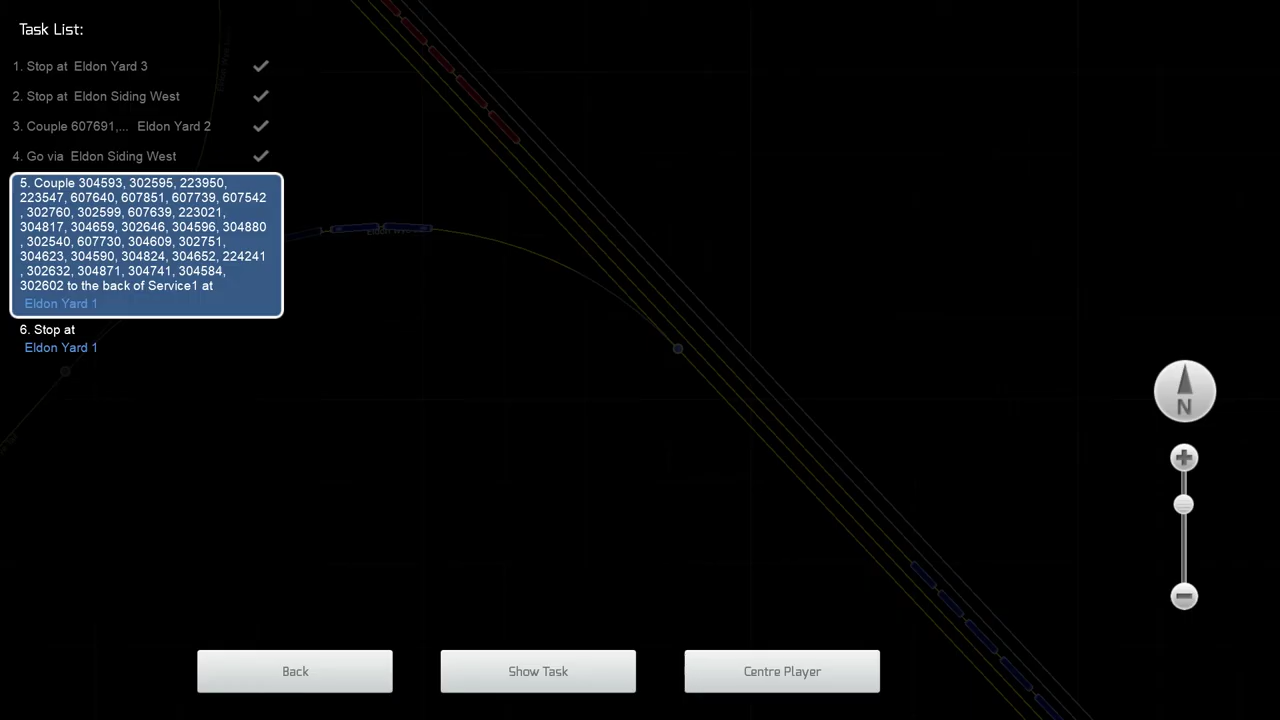 Task List:
1. Stop at Eldon Yard 3
2. Stop at Eldon Siding West
3. Couple 607691,... Eldon Yard 2
4. Go via Eldon Siding West
5. Couple 304593, 302595, 223950,
223547, 607640, 607851, 607739, 607542
, 302760, 302599, 607639, 223021,
304817, 304659, 302646, 304596, 304880
, 302540, 607730, 304609, 302751,
304623, 304590, 304824, 304652, 224241
, 302632, 304871, 304741, 304584,
302602 to the back of Service1 at
Eldon Yard 1
6. Stop at
Eldon Yard 1
N
Back
Show Task
Centre Player